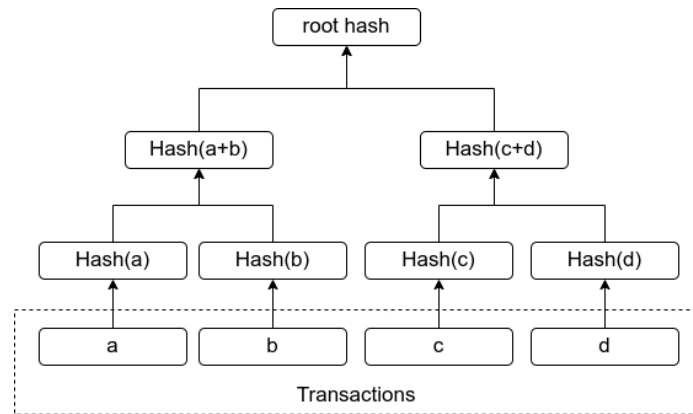 root hash
Hash(a+b)
Hash(c+d)
Hash(a)
Hash(b)
Hash(c)
Hash(d)
a
b
c
d
Transactions